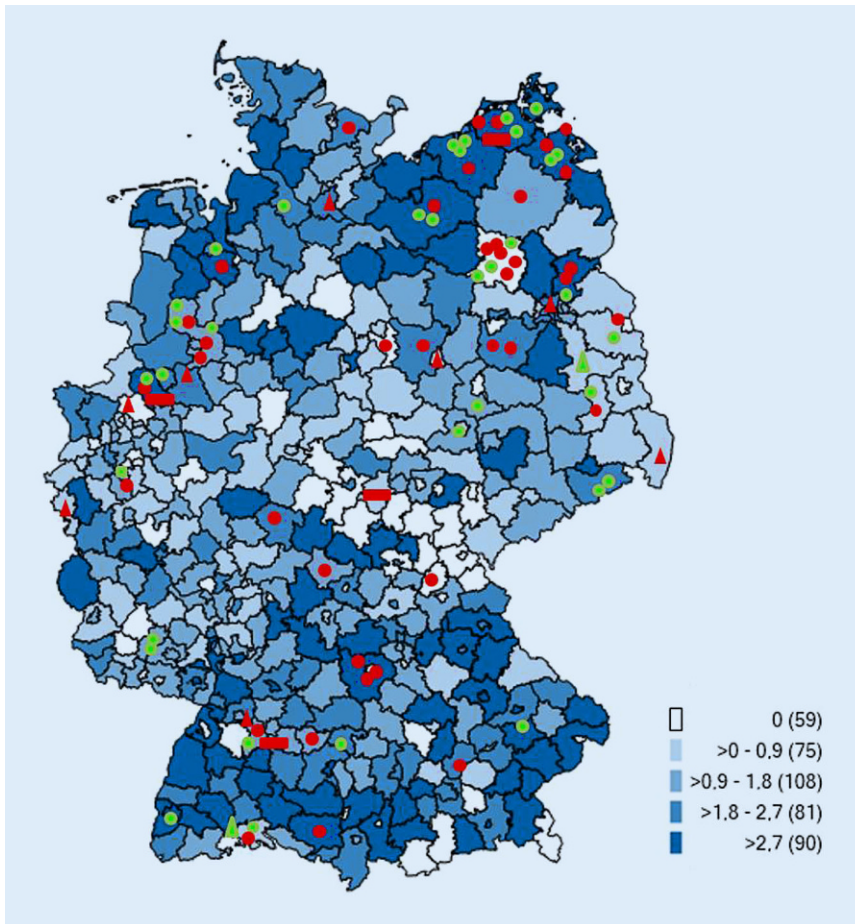 0 (59)
>0 - 0,9 (75)
>0,9 - 1,8 (108)
>1,8 - 2,7 (81)
>2,7 (90)